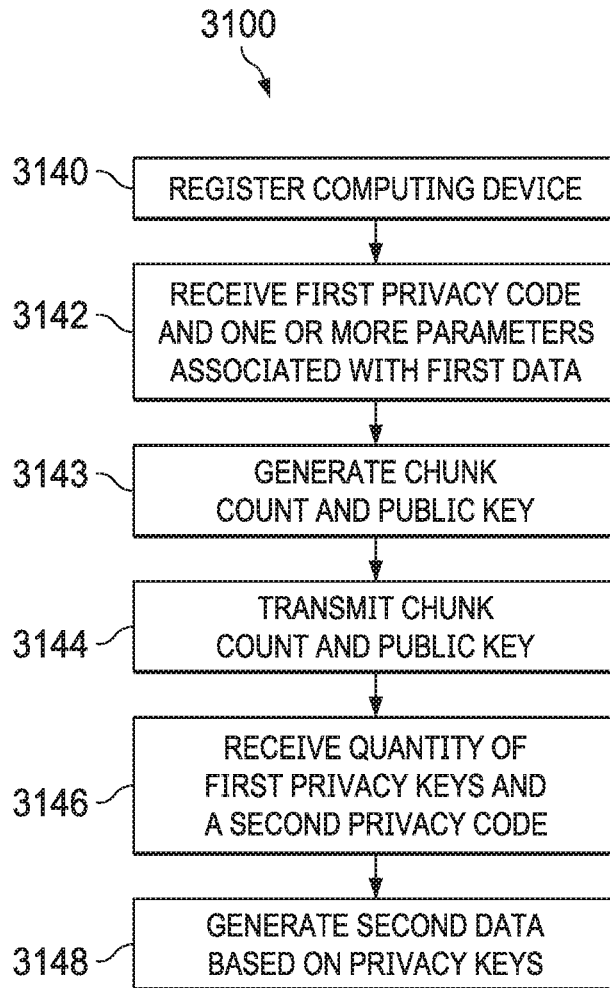 3100
3140
REGISTER COMPUTING DEVICE
3142
RECEIVE FIRST PRIVACY CODE
AND ONE OR MORE PARAMETERS
ASSOCIATED WITH FIRST DATA
3143
GENERATE CHUNK
COUNT AND PUBLIC KEY
3144
TRANSMIT CHUNK
COUNT AND PUBLIC KEY
3146
RECEIVE QUANTITY OF
FIRST PRIVACY KEYS AND
A SECOND PRIVACY CODE
3148
GENERATE SECOND DATA
BASED ON PRIVACY KEYS